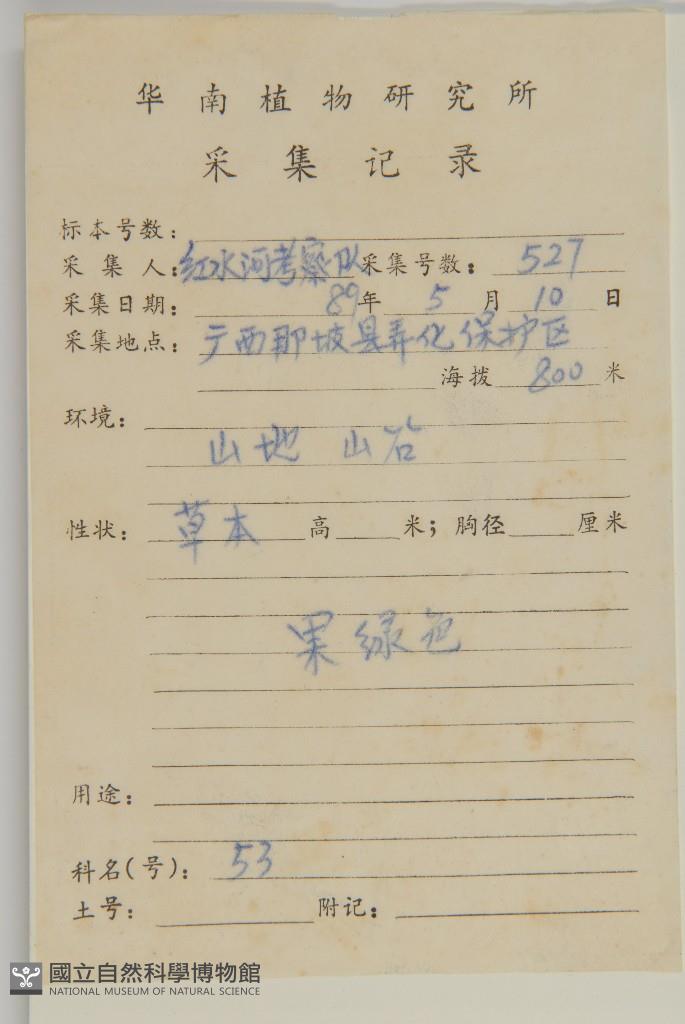 华南植物研究所
采集记录
标本号数：
采集人：红水河考察队 采集号数：527
采集日期：89年5月10日
采集地点：广西那坡县弄化保护区
海拨 800 米
环境：
山地 山谷
性状：草本 高 米；胸径 厘米
果绿色
用途：
科名(号)：53
土号： 附记：
國立自然科學博物館
NATIONAL MUSEUM OF NATURAL SCIENCE